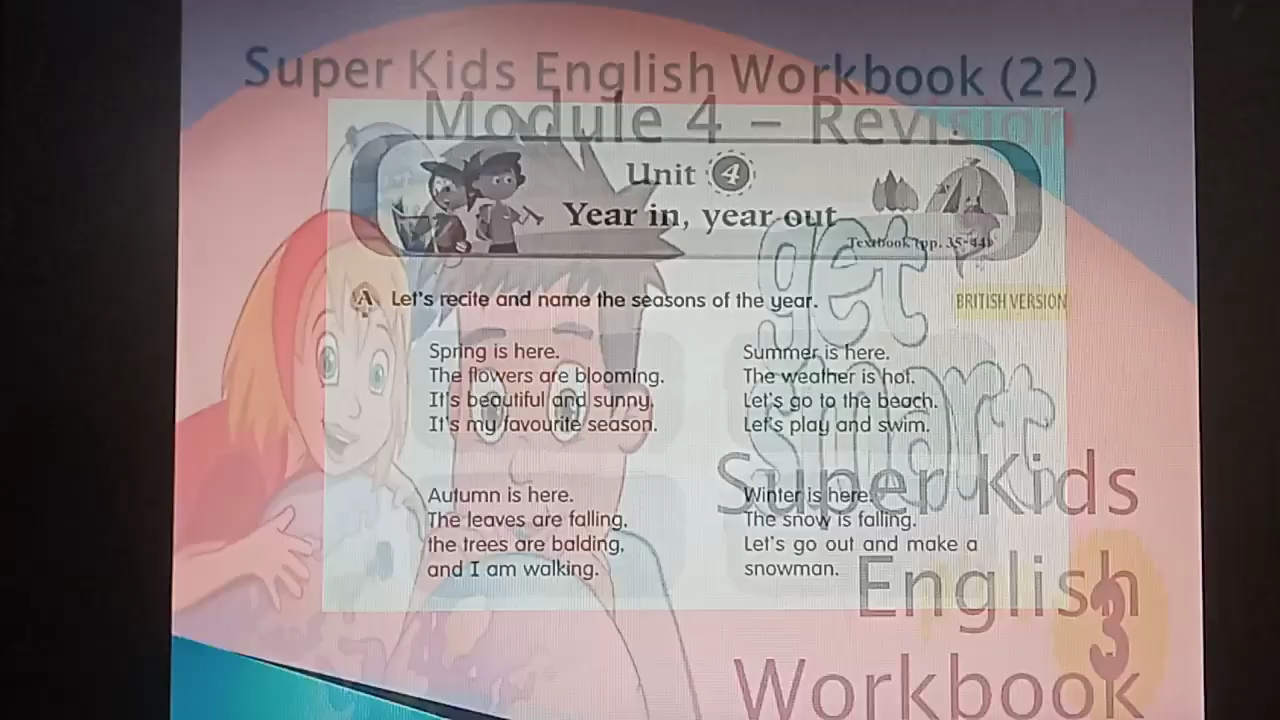 Super Kids English Workbook (22)
Module 4 – Revision
Unit 4
Year in, year out
Textbook (pp. 35-44)
A Let's recite and name the seasons of the year.
BRITISH VERSION
Spring is here.
The flowers are blooming.
It's beautiful and sunny.
It's my favourite season.
Summer is here.
The weather is hot.
Let's go to the beach.
Let's play and swim.
Autumn is here.
The leaves are falling,
the trees are balding,
and I am walking.
Winter is here.
The snow is falling.
Let's go out and make a
snowman.
get
smart
Super Kids
English
3
Workbook